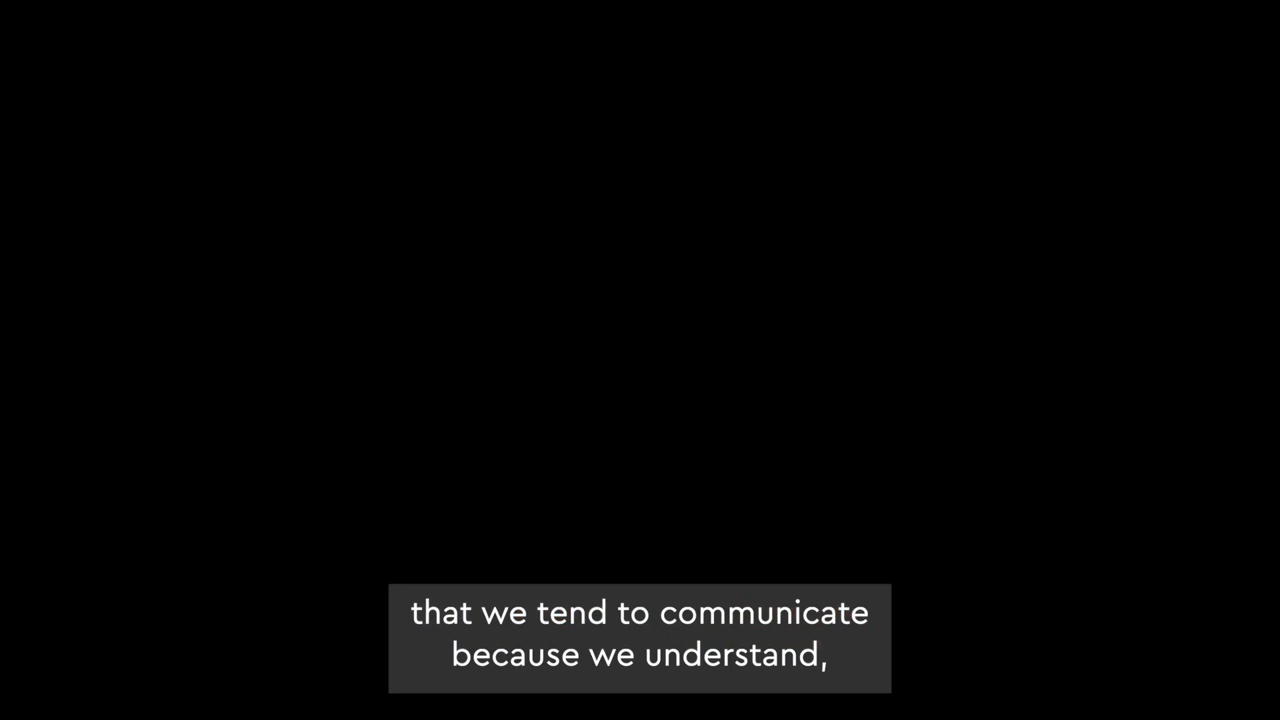 that we tend to communicate
because we understand,